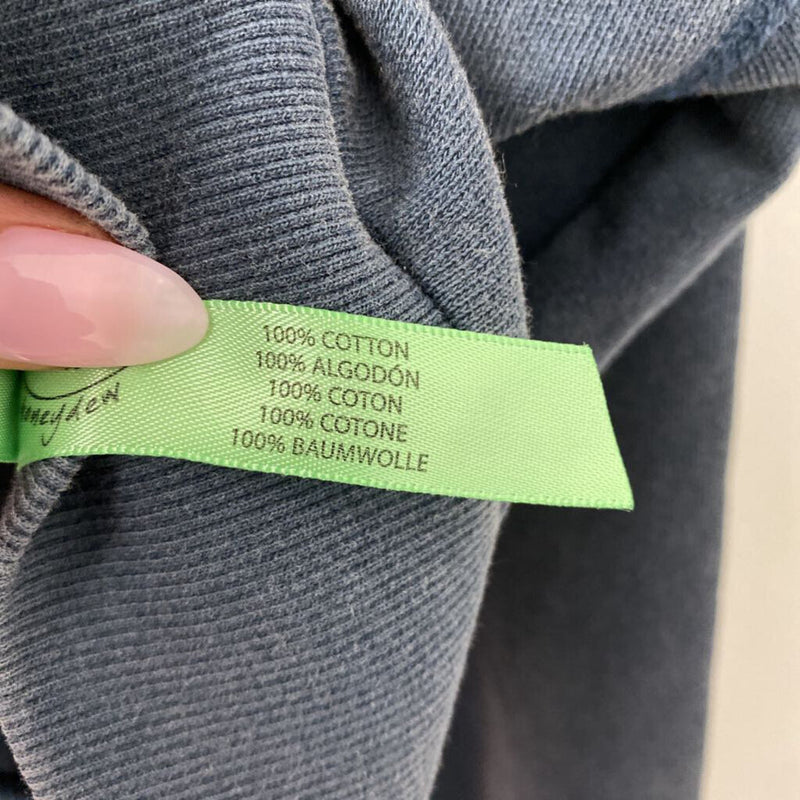 100% COTTON
100% ALGODÓN
100% COTON
100% COTONE
100% BAUMWOLLE